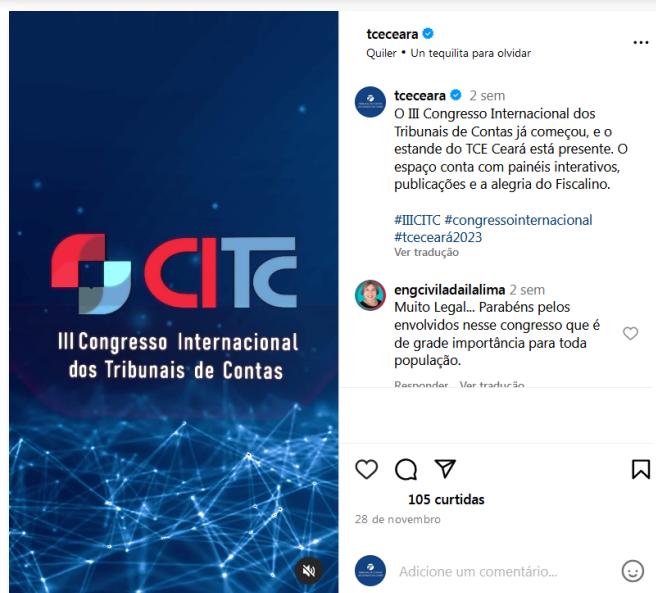 CITC
III Congresso Internacional
dos Tribunais de Contas
tceceara
Quiler • Un tequilita para olvidar
tceceara 2 sem
O III Congresso Internacional dos
Tribunais de Contas já começou, e o
estande do TCE Ceará está presente. O
espaço conta com painéis interativos,
publicações e a alegria do Fiscalino.
#IIICITC #congressointernacional
#tceceará2023
Ver tradução
engciviladailalima 2 sem
Muito Legal... Parabéns pelos
envolvidos nesse congresso que é
de grade importância para toda
população.
Responder Ver tradução
105 curtidas
28 de novembro
Adicione um comentário...